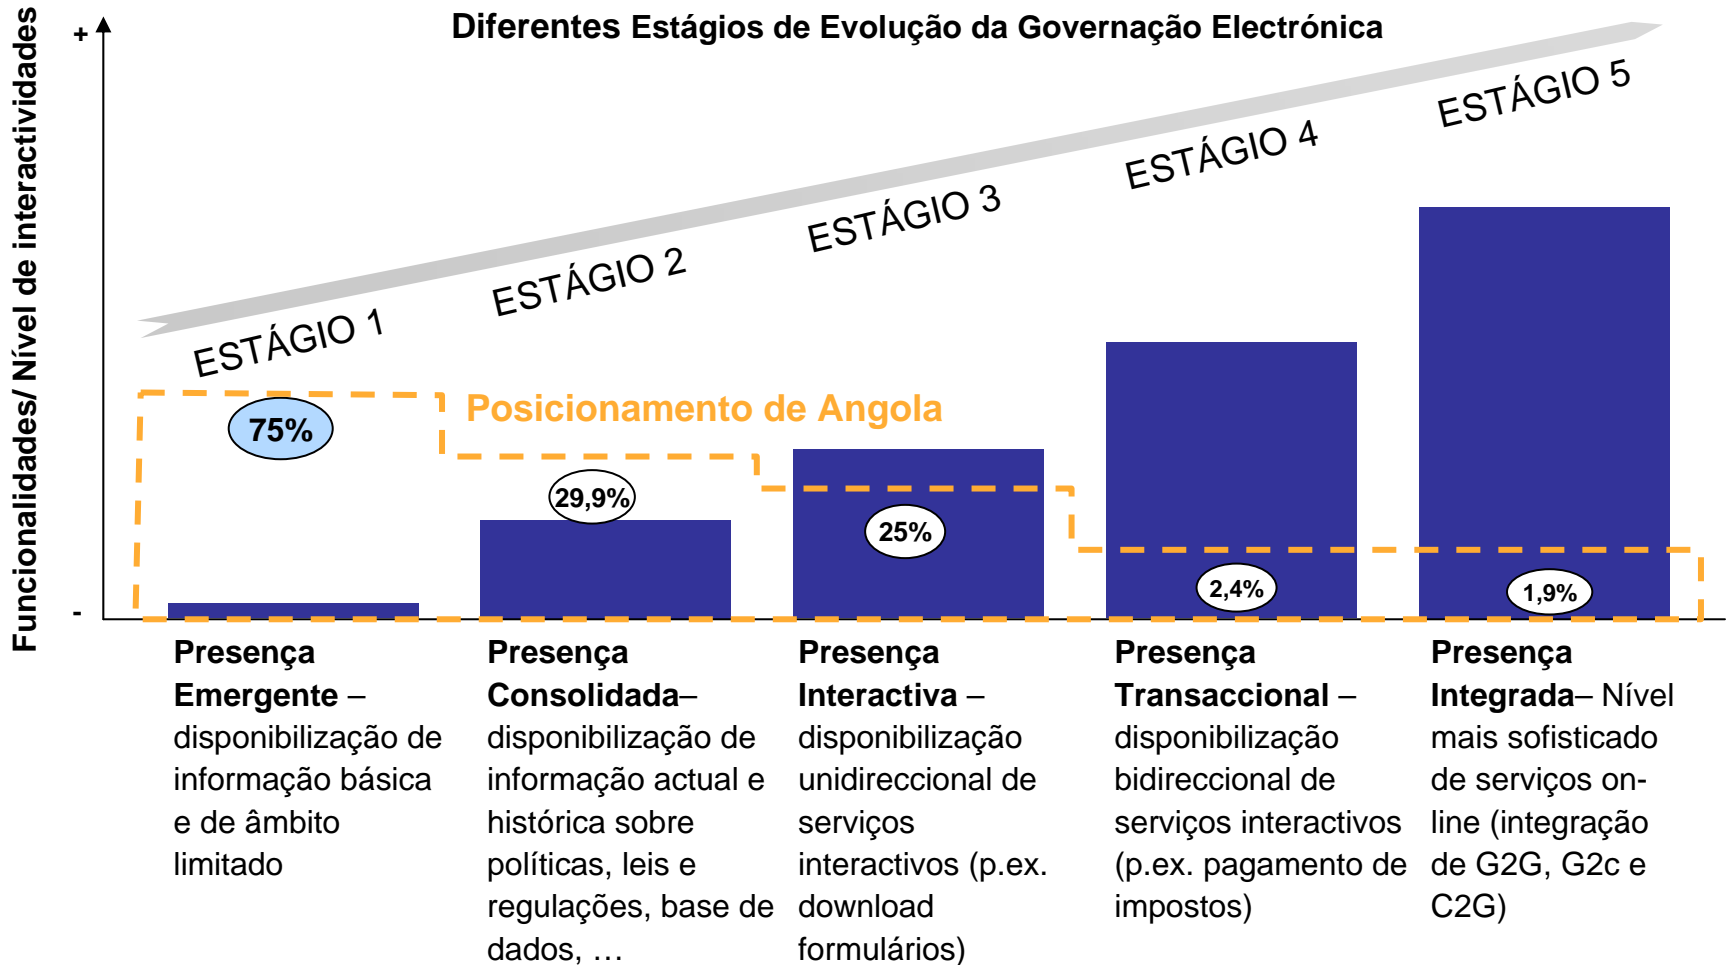 Diferentes Estágios de Evolução da Governação Electrónica
Funcionalidades/ Nível de interactividades
+
-
ESTÁGIO 1
ESTÁGIO 2
ESTÁGIO 3
ESTÁGIO 4
ESTÁGIO 5
Posicionamento de Angola
75%
29,9%
25%
2,4%
1,9%
Presença
Emergente –
disponibilização de
informação básica
e de âmbito
limitado
Presença
Consolidada–
disponibilização de
informação actual e
histórica sobre
políticas, leis e
regulações, base de
dados, …
Presença
Interactiva –
disponibilização
unidireccional de
serviços
interactivos (p.ex.
download
formulários)
Presença
Transaccional –
disponibilização
bidireccional de
serviços interactivos
(p.ex. pagamento de
impostos)
Presença
Integrada– Nível
mais sofisticado
de serviços on-
line (integração
de G2G, G2c e
C2G)